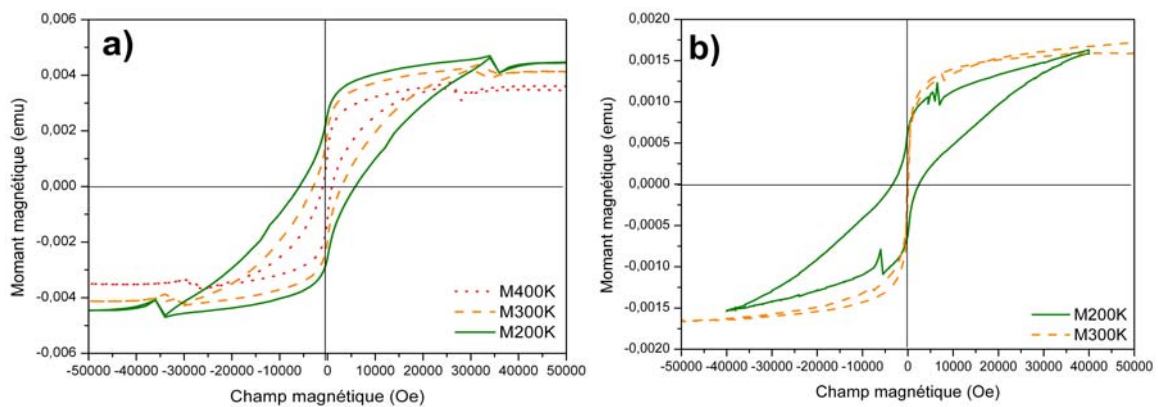 a)
0,006
0,004
0,002
0,000
-0,002
-0,004
-0,006
Momant magnétique (emu)
M400K
M300K
M200K
-50000 -40000 -30000 -20000 -10000 0 10000 20000 30000 40000 50000
Champ magnétique (Oe)
b)
0,0020
0,0015
0,0010
0,0005
0,0000
-0,0005
-0,0010
-0,0015
-0,0020
Moment magnétique (emu)
M200K
M300K
-50000 -40000 -30000 -20000 -10000 0 10000 20000 30000 40000 50000
Champ magnétique (Oe)